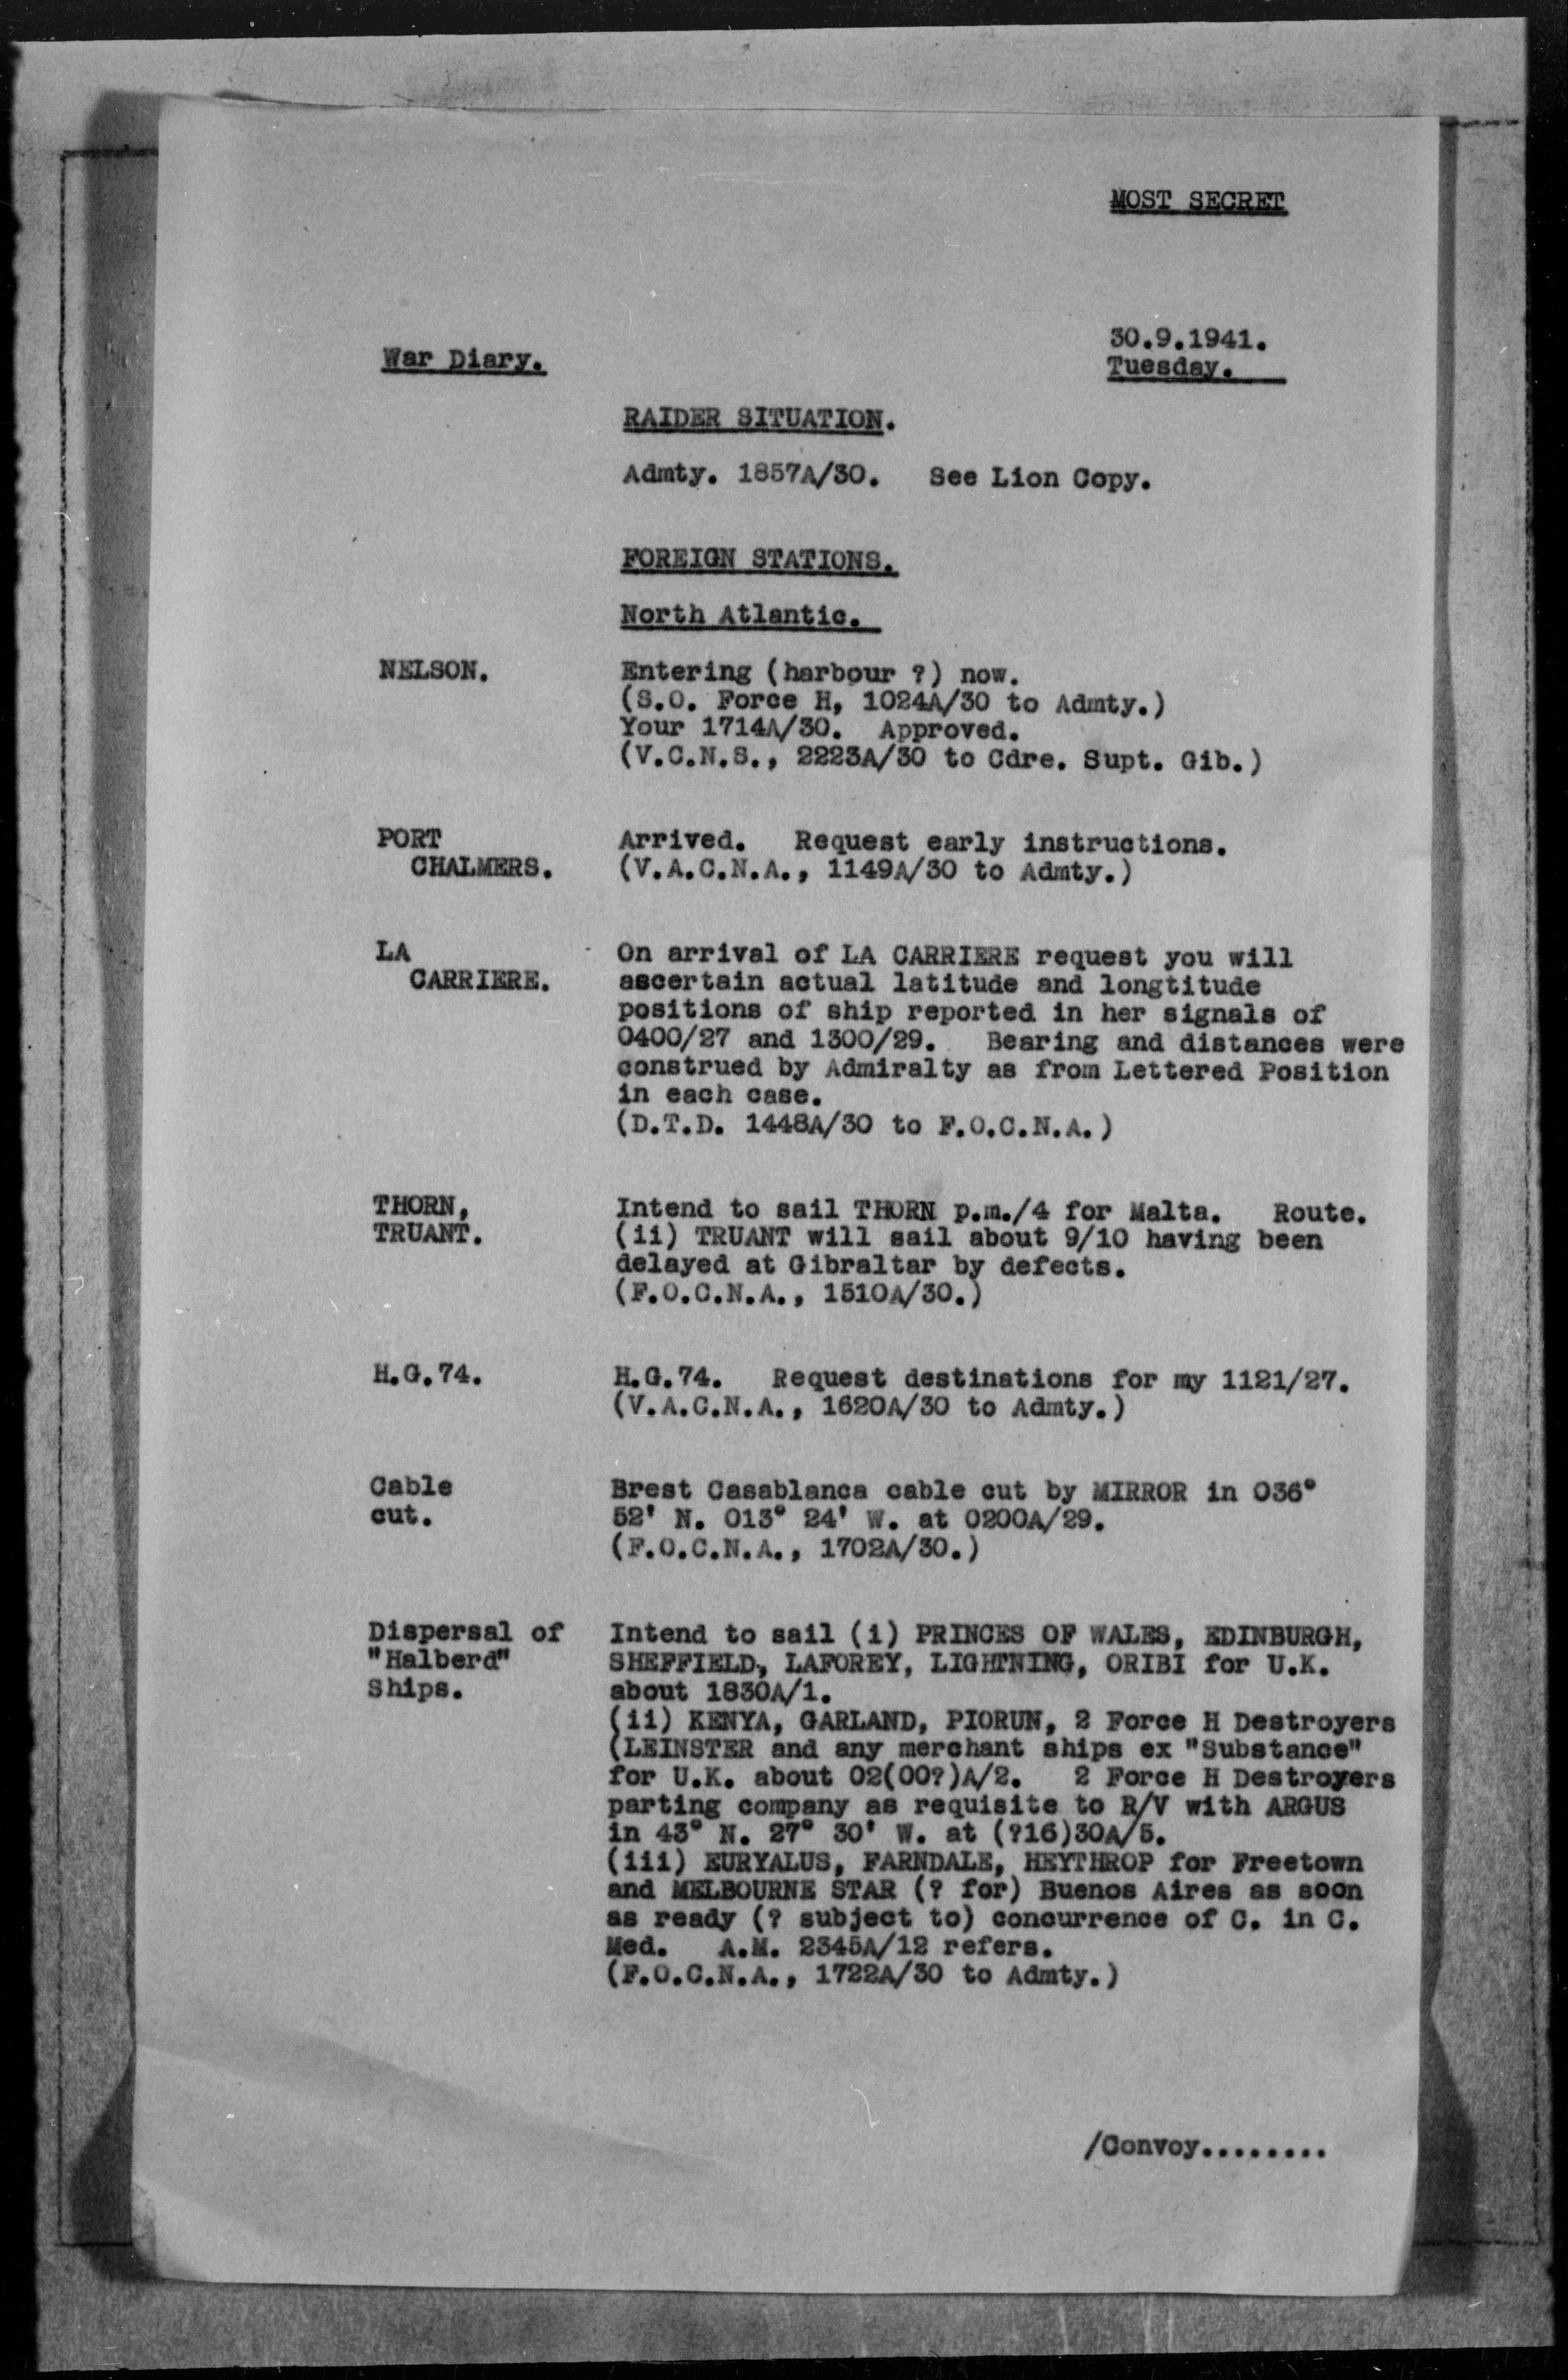 MOST SECRET
War Diary.
30.9.1941.
Tuesday.
RAIDER SITUATION.
Admty. 1857A/30. See Lion Copy.
FOREIGN STATIONS.
North Atlantic.
NELSON. Entering (harbour ?) now.
(S.O. Force H, 1024A/30 to Admty.)
Your 1714A/30. Approved.
(V.C.N.S., 2223A/30 to Cdre. Supt. Gib.)
PORT Arrived. Request early instructions.
CHALMERS. (V.A.C.N.A., 1149A/30 to Admty.)
LA On arrival of LA CARRIERE request you will
CARRIERE. ascertain actual latitude and longtitude
positions of ship reported in her signals of
0400/27 and 1300/29. Bearing and distances were
construed by Admiralty as from Lettered Position
in each case.
(D.T.D. 1448A/30 to F.O.C.N.A.)
THORN, Intend to sail THORN p.m./4 for Malta. Route.
TRUANT. (ii) TRUANT will sail about 9/10 having been
delayed at Gibraltar by defects.
(F.O.C.N.A., 1510A/30.)
H.G.74. H.G.74. Request destinations for my 1121/27.
(V.A.C.N.A., 1620A/30 to Admty.)
Cable Brest Casablanca cable cut by MIRROR in 036°
cut. 52' N. 013° 24' W. at 0200A/29.
(F.O.C.N.A., 1702A/30.)
Dispersal of Intend to sail (i) PRINCES OF WALES, EDINBURGH,
"Halberd" SHEFFIELD, LAFOREY, LIGHTNING, ORIBI for U.K.
Ships. about 1830A/1.
(ii) KENYA, GARLAND, PIORUN, 2 Force H Destroyers
(LEINSTER and any merchant ships ex "Substance"
for U.K. about 02(00?)A/2. 2 Force H Destroyers
parting company as requisite to R/V with ARGUS
in 43° N. 27° 30' W. at (?16)30A/5.
(iii) EURYALUS, FARNDALE, HEYTHROP for Freetown
and MELBOURNE STAR (? for) Buenos Aires as soon
as ready (? subject to) concurrence of C. in C.
Med. A.M. 2345A/12 refers.
(F.O.C.N.A., 1722A/30 to Admty.)
/Convoy........